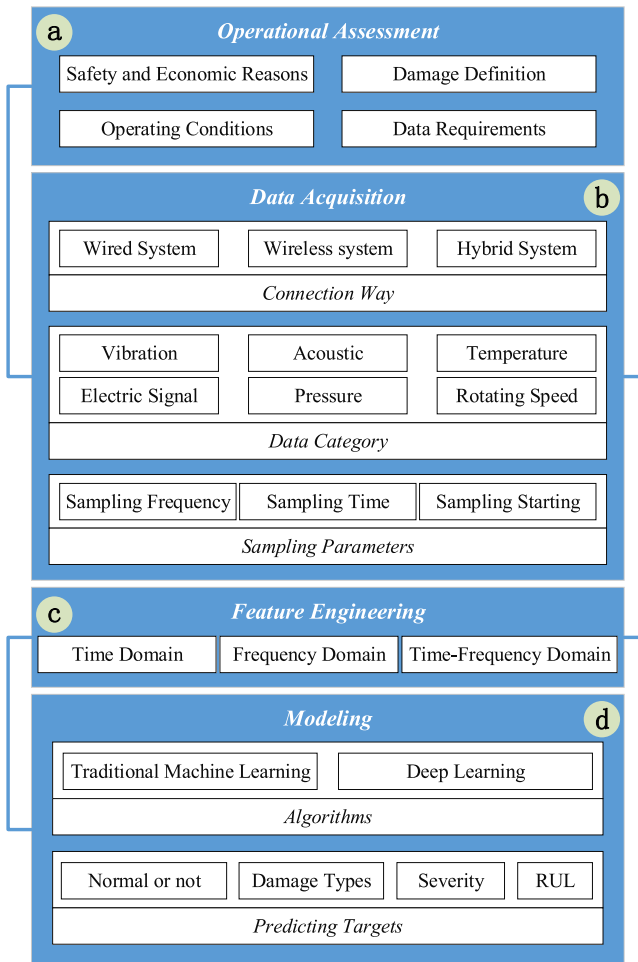 a
Operational Assessment
Safety and Economic Reasons
Damage Definition
Operating Conditions
Data Requirements
b
Data Acquisition
Wired System
Wireless system
Hybrid System
Connection Way
Vibration
Acoustic
Temperature
Electric Signal
Pressure
Rotating Speed
Data Category
Sampling Frequency
Sampling Time
Sampling Starting
Sampling Parameters
c
Feature Engineering
Time Domain
Frequency Domain
Time-Frequency Domain
d
Modeling
Traditional Machine Learning
Deep Learning
Algorithms
Normal or not
Damage Types
Severity
RUL
Predicting Targets